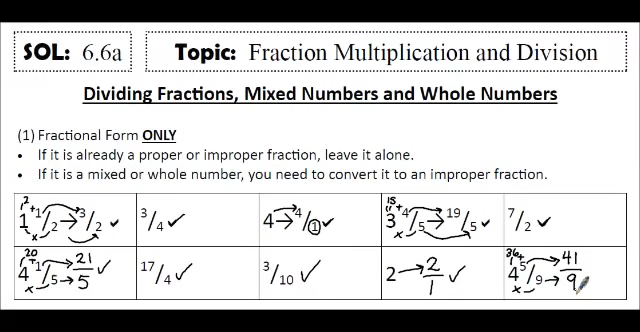 SOL: 6.6a
Topic: Fraction Multiplication and Division
Dividing Fractions, Mixed Numbers and Whole Numbers
(1) Fractional Form ONLY
• If it is already a proper or improper fraction, leave it alone.
• If it is a mixed or whole number, you need to convert it to an improper fraction.
2 + 1 1/2 x → 3/2 ✓
3/4 ✓
4 → 4/1 ✓
15 + 3 4/5 x → 19/5 ✓
7/2 ✓
20 + 4 1/5 x → 21/5 ✓
17/4 ✓
3/10 ✓
2 → 2/1 ✓
36 + 4 5/9 x → 41/9